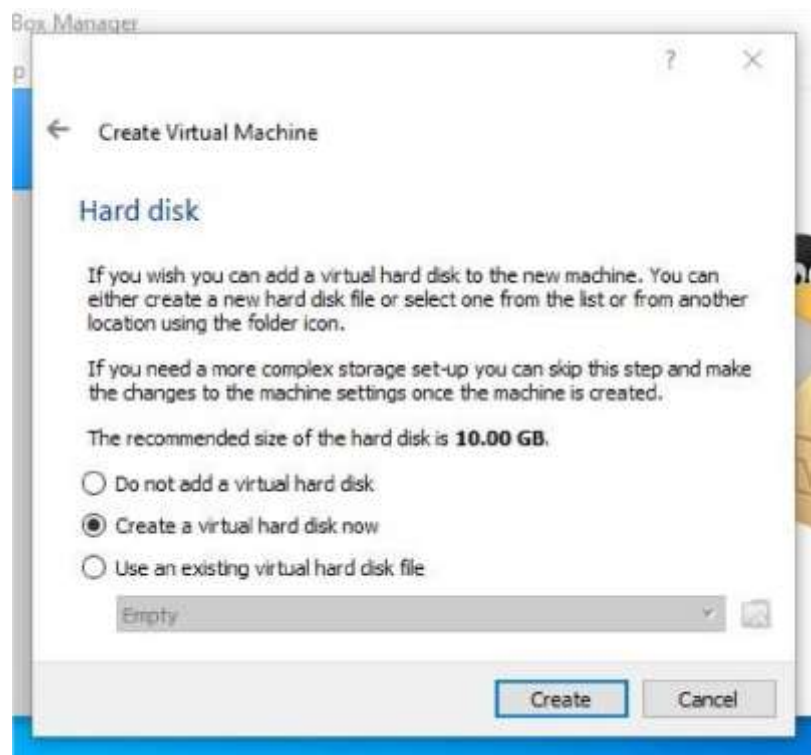 Box Manager
p
?
Create Virtual Machine
Hard disk
If you wish you can add a virtual hard disk to the new machine. You can
either create a new hard disk file or select one from the list or from another
location using the folder icon.
If you need a more complex storage set-up you can skip this step and make
the changes to the machine settings once the machine is created.
The recommended size of the hard disk is 10.00 GB.
Do not add a virtual hard disk
Create a virtual hard disk now
Use an existing virtual hard disk file
Empty
Create Cancel